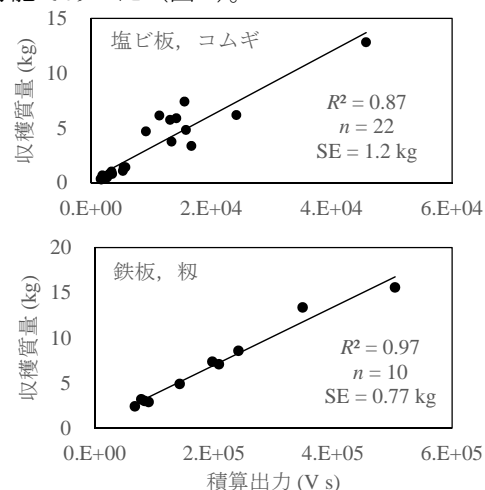 15
塩ビ板，コムギ
10
収穫質量 (kg)
R² = 0.87
n = 22
5
SE = 1.2 kg
0
0.E+00 2.E+04 4.E+04 6.E+04
20
鉄板，籾
15
収穫質量 (kg)
10
R² = 0.97
n = 10
5
SE = 0.77 kg
0
0.E+00 2.E+05 4.E+05 6.E+05
積算出力 (V s)